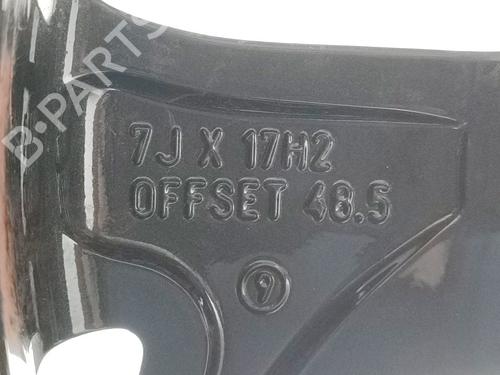 B-PARTS
7J X 17H2
OFFSET 48.5
9